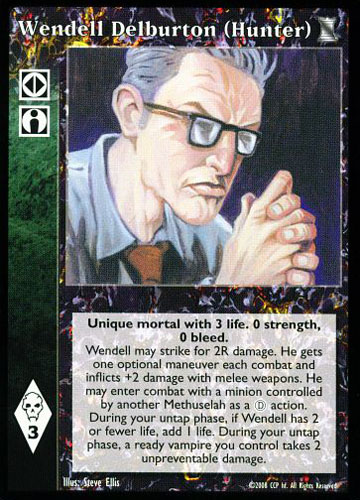 Wendell Delburton (Hunter)
Unique mortal with 3 life. 0 strength,
0 bleed.
Wendell may strike for 2R damage. He gets
one optional maneuver each combat and
inflicts +2 damage with melee weapons. He
may enter combat with a minion controlled
by another Methuselah as a Ⓓ action.
During your untap phase, if Wendell has 2
or fewer life, add 1 life. During your untap
phase, a ready vampire you control takes 2
unpreventable damage.
3
Illus: Steve Ellis
©2008 CCP hf. All Rights Reserved.